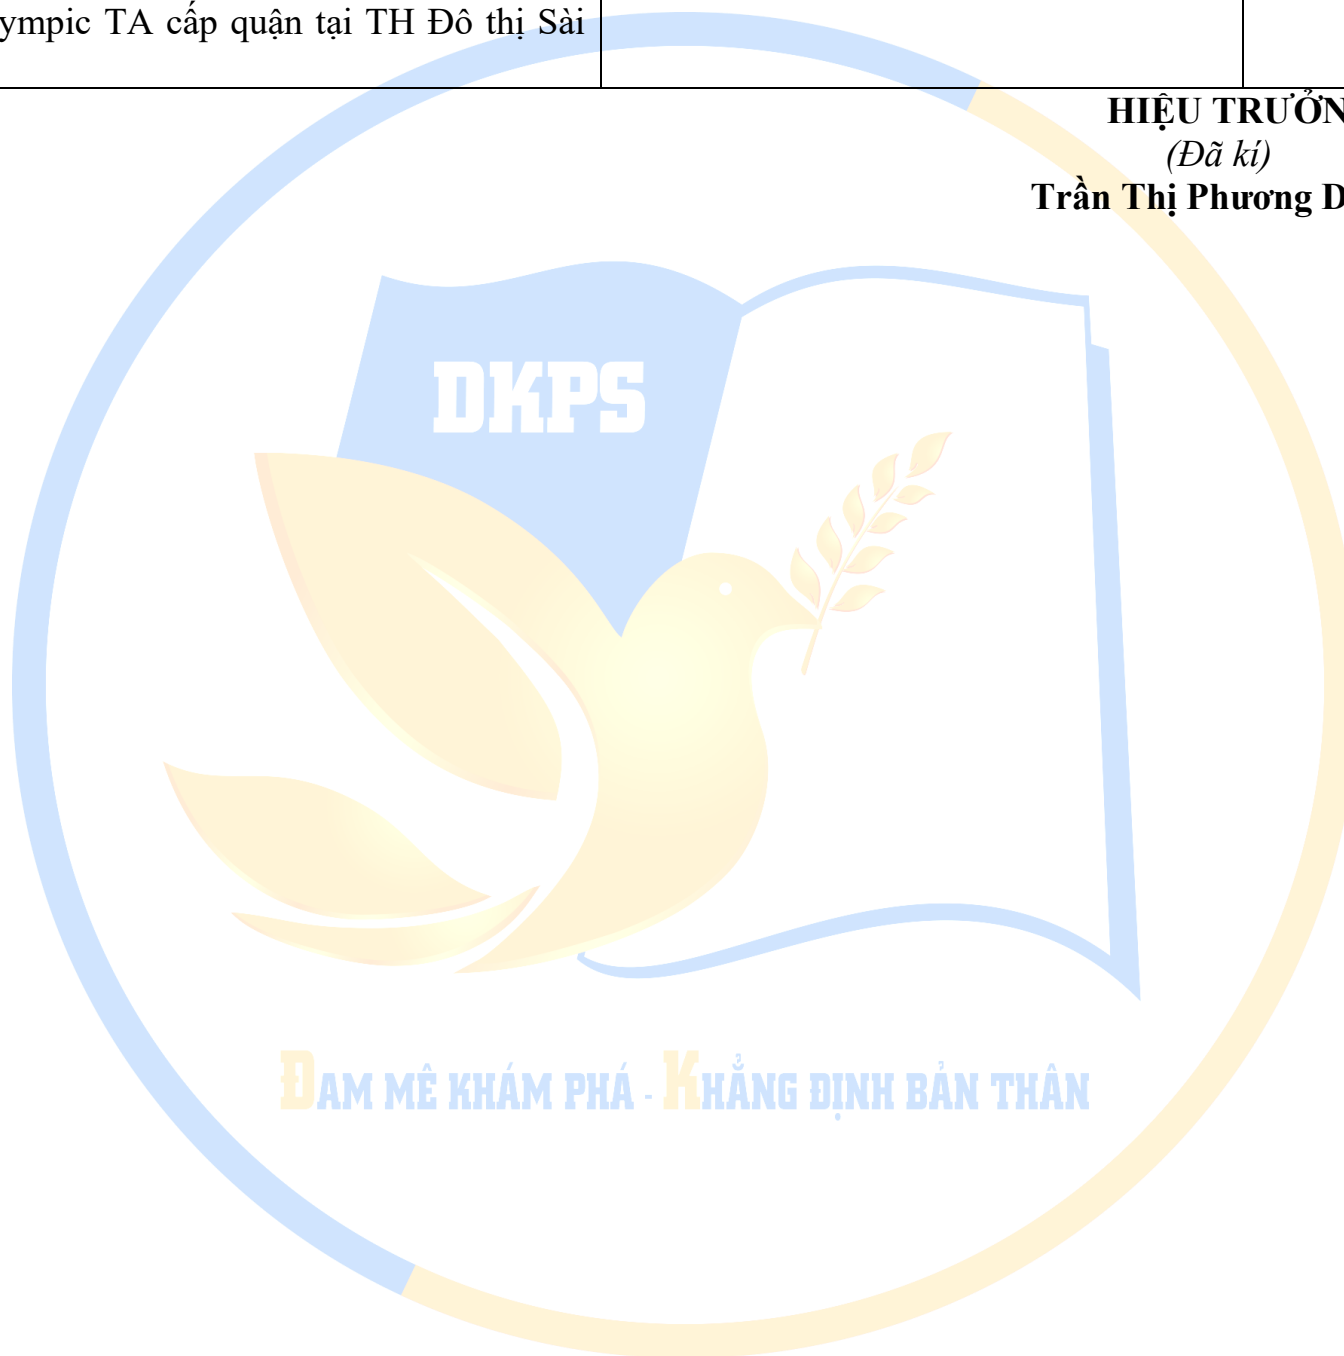 ympic TA cấp quận tại TH Đô thị Sài
HIỆU TRƯỞN
(Đã kí)
Trần Thị Phương D
DKPS
ĐAM MÊ KHÁM PHÁ - KHẲNG ĐỊNH BẢN THÂN